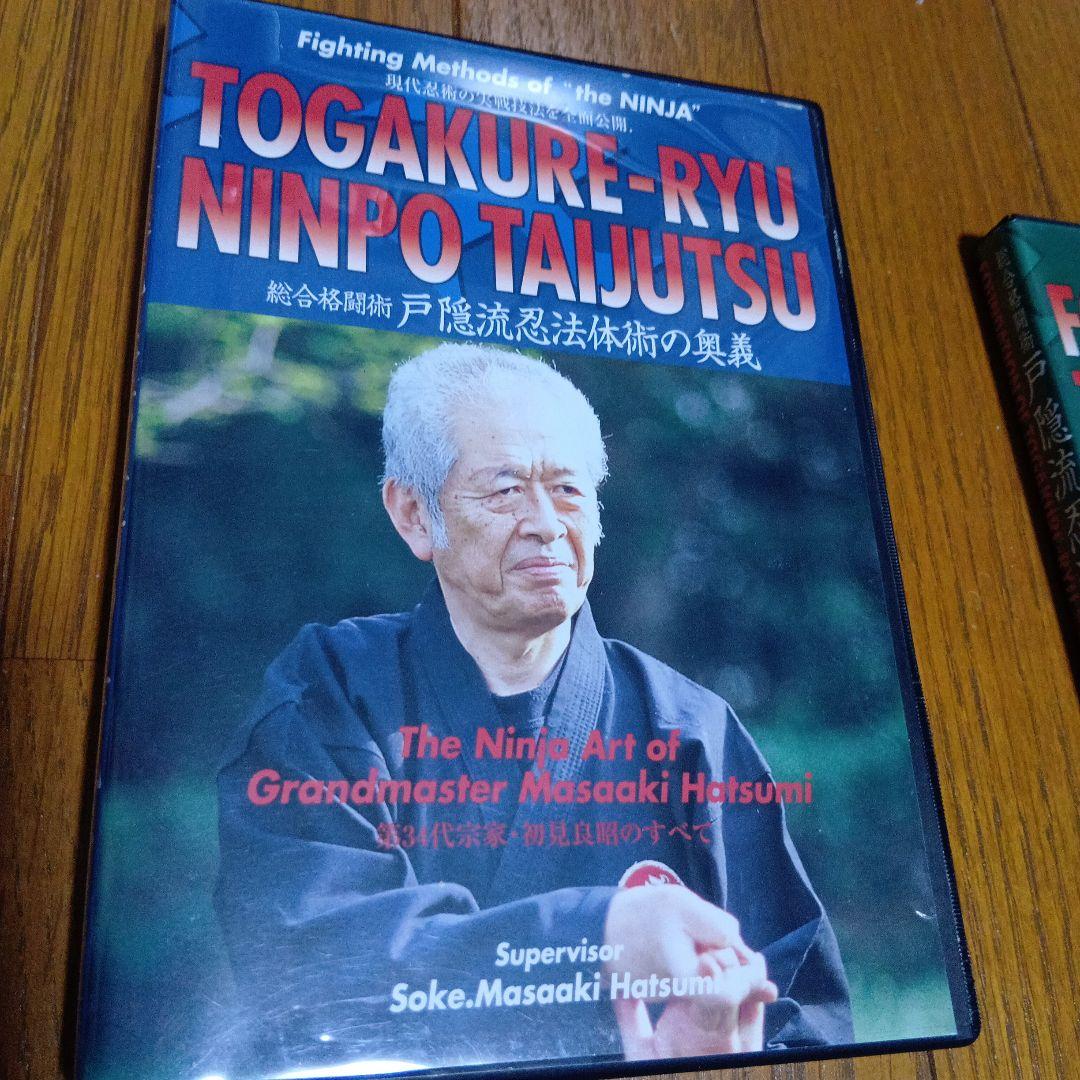 Fighting Methods of "the NINJA"
現代忍術の実戦技法を全面公開.
TOGAKURE-RYU
NINPO TAIJUTSU
総合格闘術 戸隠流忍法体術の奥義
The Ninja Art of
Grandmaster Masaaki Hatsumi
第34代宗家・初見良昭のすべて
Supervisor
Soke.Masaaki Hatsumi
戸隠流